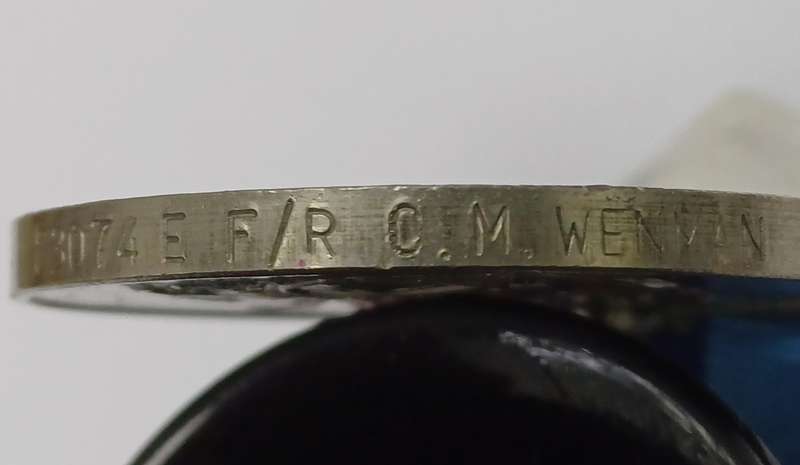 3074 E F/R C. M. WENMAN